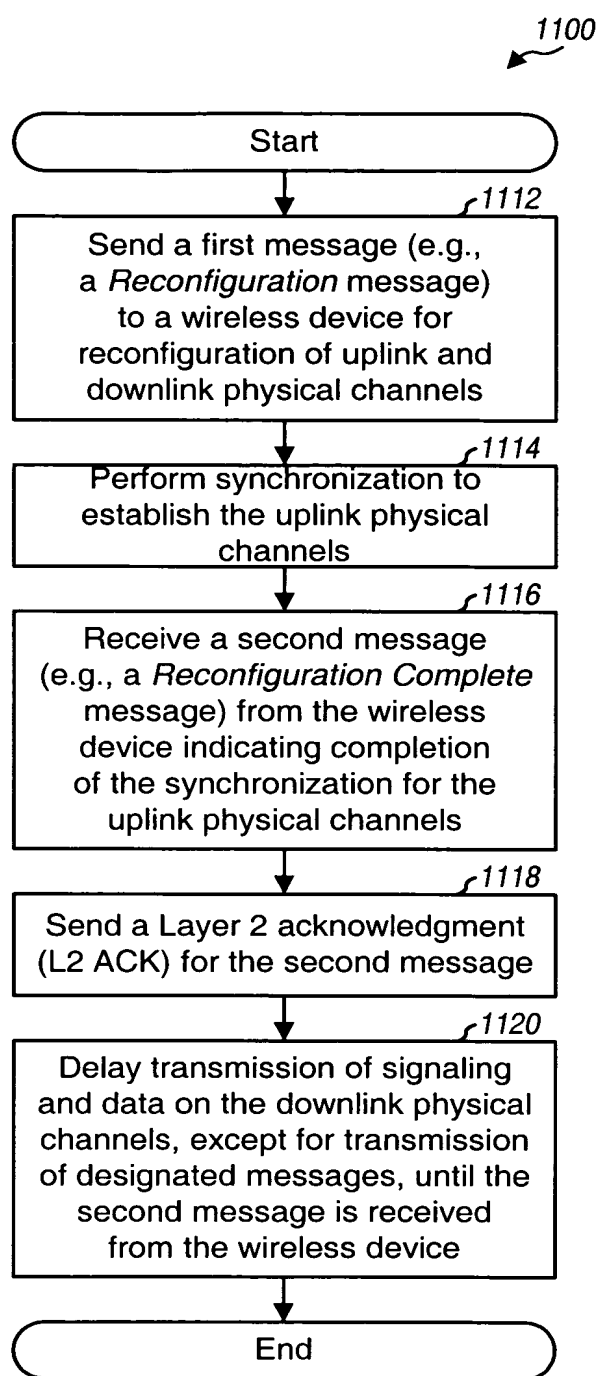 1100
Start
1112
Send a first message (e.g.,
a Reconfiguration message)
to a wireless device for
reconfiguration of uplink and
downlink physical channels
1114
Perform synchronization to
establish the uplink physical
channels
1116
Receive a second message
(e.g., a Reconfiguration Complete
message) from the wireless
device indicating completion
of the synchronization for the
uplink physical channels
1118
Send a Layer 2 acknowledgment
(L2 ACK) for the second message
1120
Delay transmission of signaling
and data on the downlink physical
channels, except for transmission
of designated messages, until the
second message is received
from the wireless device
End